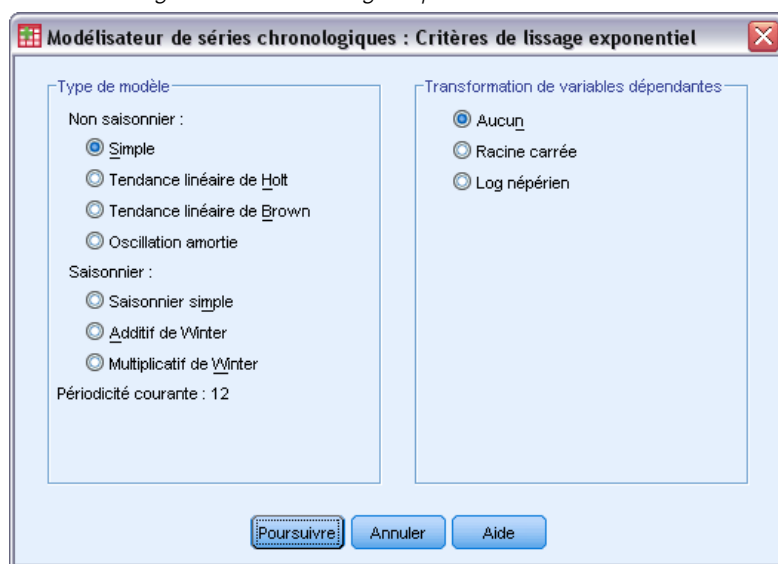 Modélisateur de séries chronologiques : Critères de lissage exponentiel
Type de modèle
Non saisonnier :
Simple
Tendance linéaire de Holt
Tendance linéaire de Brown
Oscillation amortie
Saisonnier :
Saisonnier simple
Additif de Winter
Multiplicatif de Winter
Périodicité courante : 12
Transformation de variables dépendantes
Aucun
Racine carrée
Log népérien
Poursuivre
Annuler
Aide